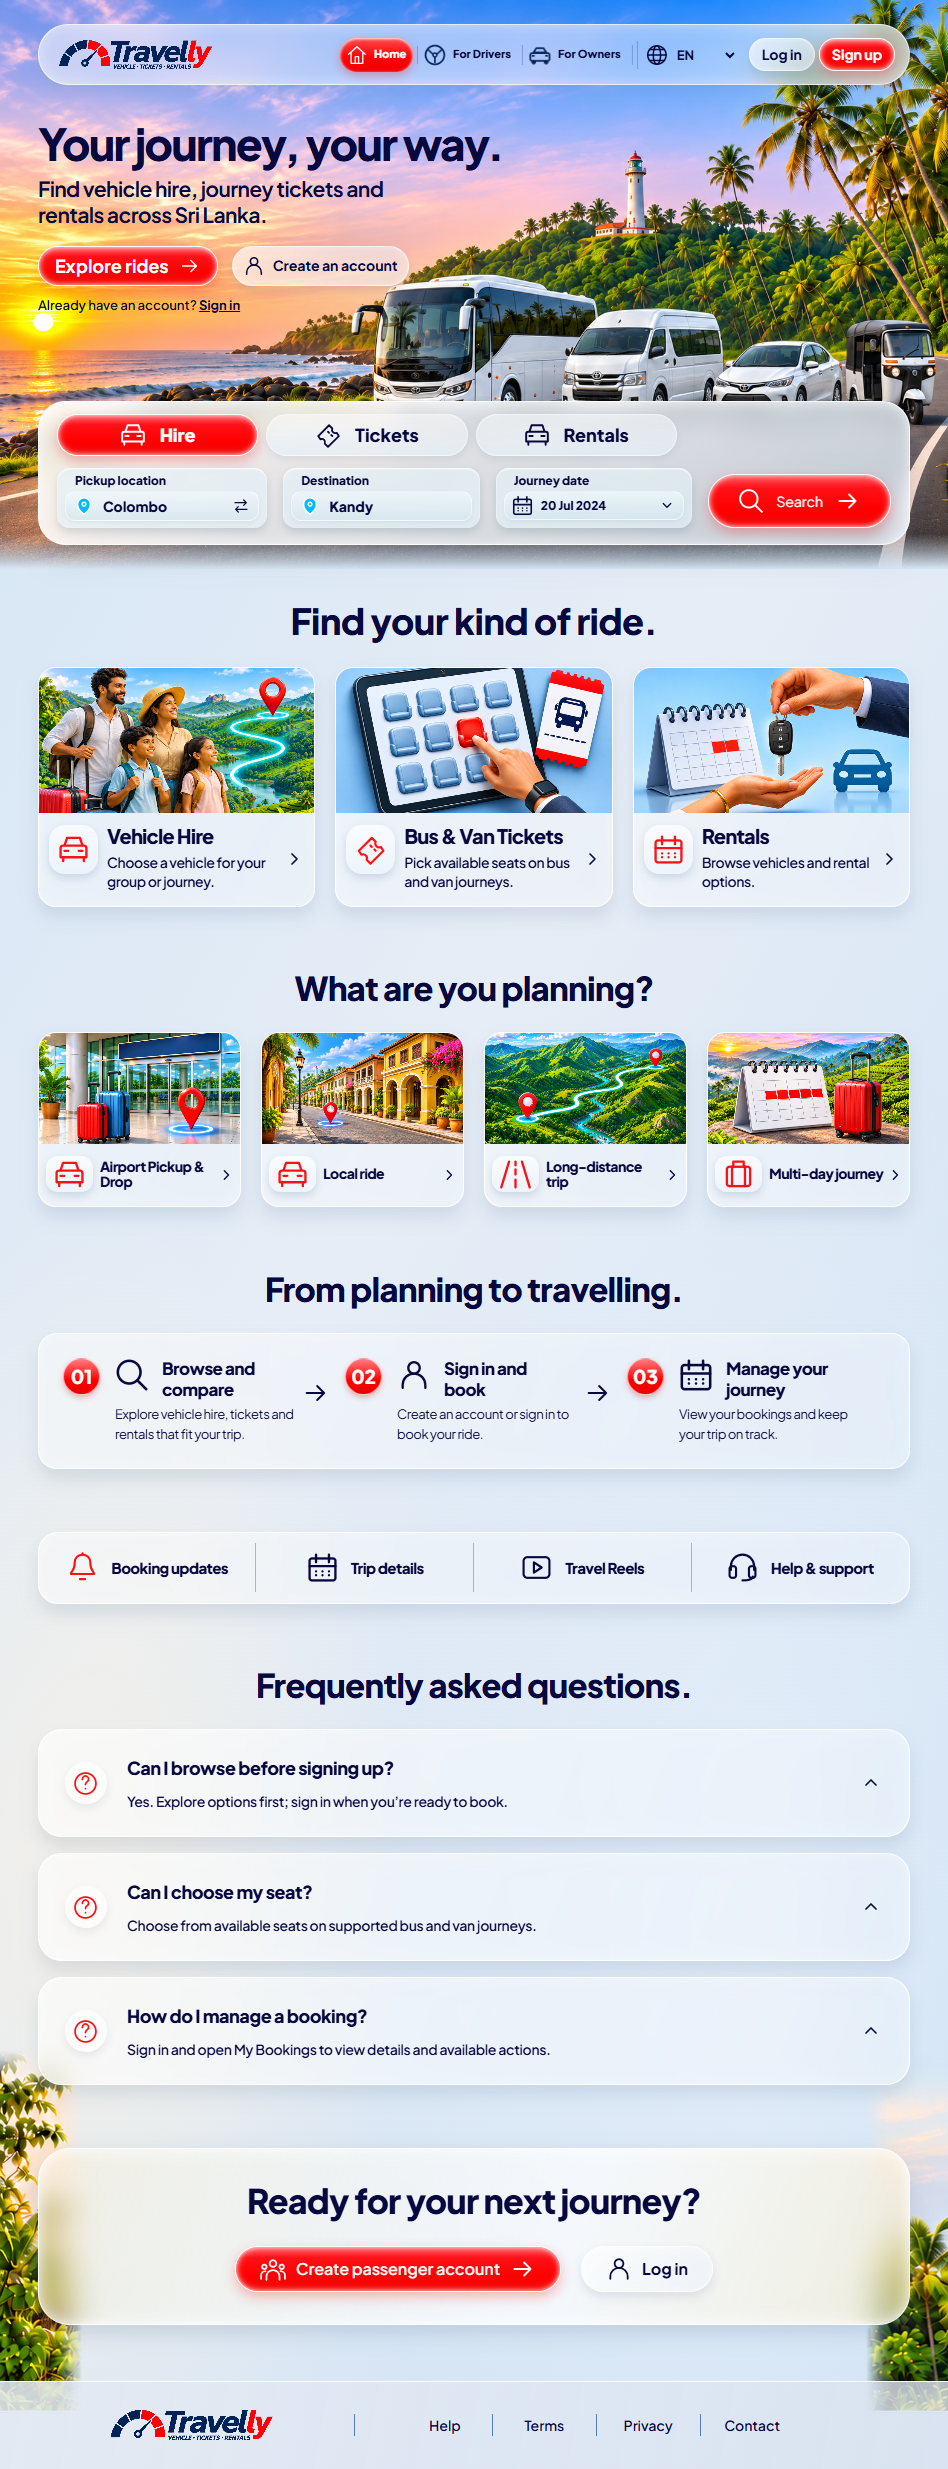 Travelly
VEHICLE • TICKETS • RENTALS
Home
For Drivers
For Owners
EN
Log in
Sign up
Your journey, your way.
Find vehicle hire, journey tickets and
rentals across Sri Lanka.
Explore rides
Create an account
Already have an account? Sign in
Hire
Tickets
Rentals
Pickup location
Destination
Journey date
Colombo
Kandy
20 Jul 2024
Search
Find your kind of ride.
Vehicle Hire
Choose a vehicle for your
group or journey.
Bus & Van Tickets
Pick available seats on bus
and van journeys.
Rentals
Browse vehicles and rental
options.
What are you planning?
Airport Pickup &
Drop
Local ride
Long-distance
trip
Multi-day journey
From planning to travelling.
01
Browse and
compare
Explore vehicle hire, tickets and
rentals that fit your trip.
02
Sign in and
book
Create an account or sign in to
book your ride.
03
Manage your
journey
View your bookings and keep
your trip on track.
Booking updates
Trip details
Travel Reels
Help & support
Frequently asked questions.
Can I browse before signing up?
Yes. Explore options first; sign in when you’re ready to book.
Can I choose my seat?
Choose from available seats on supported bus and van journeys.
How do I manage a booking?
Sign in and open My Bookings to view details and available actions.
Ready for your next journey?
Create passenger account
Log in
Travelly
VEHICLE • TICKETS • RENTALS
Help
Terms
Privacy
Contact